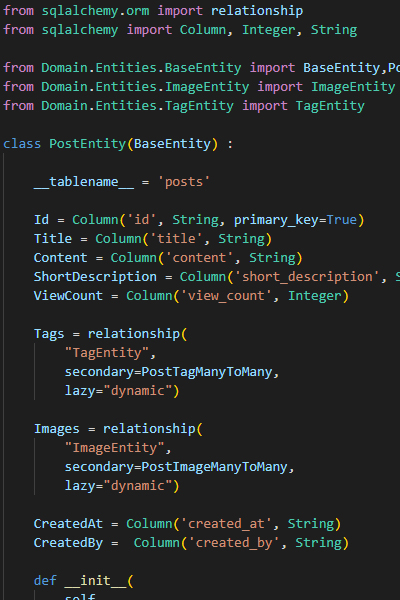 from sqlalchemy.orm import relationship
from sqlalchemy import Column, Integer, String
from Domain.Entities.BaseEntity import BaseEntity,Po
from Domain.Entities.ImageEntity import ImageEntity
from Domain.Entities.TagEntity import TagEntity
class PostEntity(BaseEntity) :
__tablename__ = 'posts'
Id = Column('id', String, primary_key=True)
Title = Column('title', String)
Content = Column('content', String)
ShortDescription = Column('short_description', S
ViewCount = Column('view_count', Integer)
Tags = relationship(
"TagEntity",
secondary=PostTagManyToMany,
lazy="dynamic")
Images = relationship(
"ImageEntity",
secondary=PostImageManyToMany,
lazy="dynamic")
CreatedAt = Column('created_at', String)
CreatedBy =  Column('created_by', String)
def __init__(
self